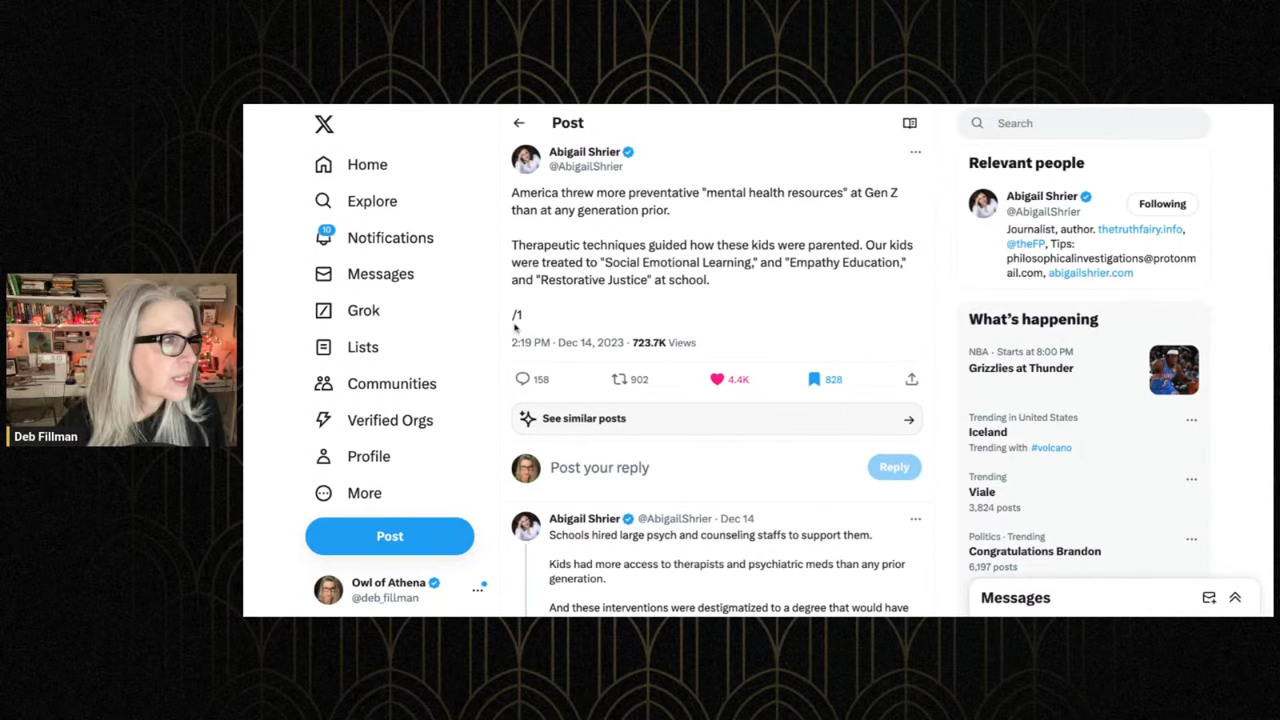 Post
Abigail Shrier
@AbigailShrier
America threw more preventative "mental health resources" at Gen Z
than at any generation prior.
Therapeutic techniques guided how these kids were parented. Our kids
were treated to "Social Emotional Learning," and "Empathy Education,"
and "Restorative Justice" at school.
/1
2:19 PM · Dec 14, 2023 · 723.7K Views
158 902 4.4K 828
See similar posts
Post your reply
Reply
Abigail Shrier @AbigailShrier · Dec 14
Schools hired large psych and counseling staffs to support them.
Kids had more access to therapists and psychiatric meds than any prior
generation.
And these interventions were destigmatized to a degree that would have
Home
Explore
10
Notifications
Messages
Grok
Lists
Communities
Verified Orgs
Profile
More
Post
Owl of Athena
@deb_fillman
Search
Relevant people
Abigail Shrier
@AbigailShrier
Following
Journalist, author. thetruthfairy.info,
@theFP, Tips:
philosophicalinvestigations@protonm
ail.com, abigailshrier.com
What's happening
NBA · Starts at 8:00 PM
Grizzlies at Thunder
Trending in United States
Iceland
Trending with #volcano
Trending
Viale
3,824 posts
Politics · Trending
Congratulations Brandon
6,197 posts
Messages
Deb Fillman